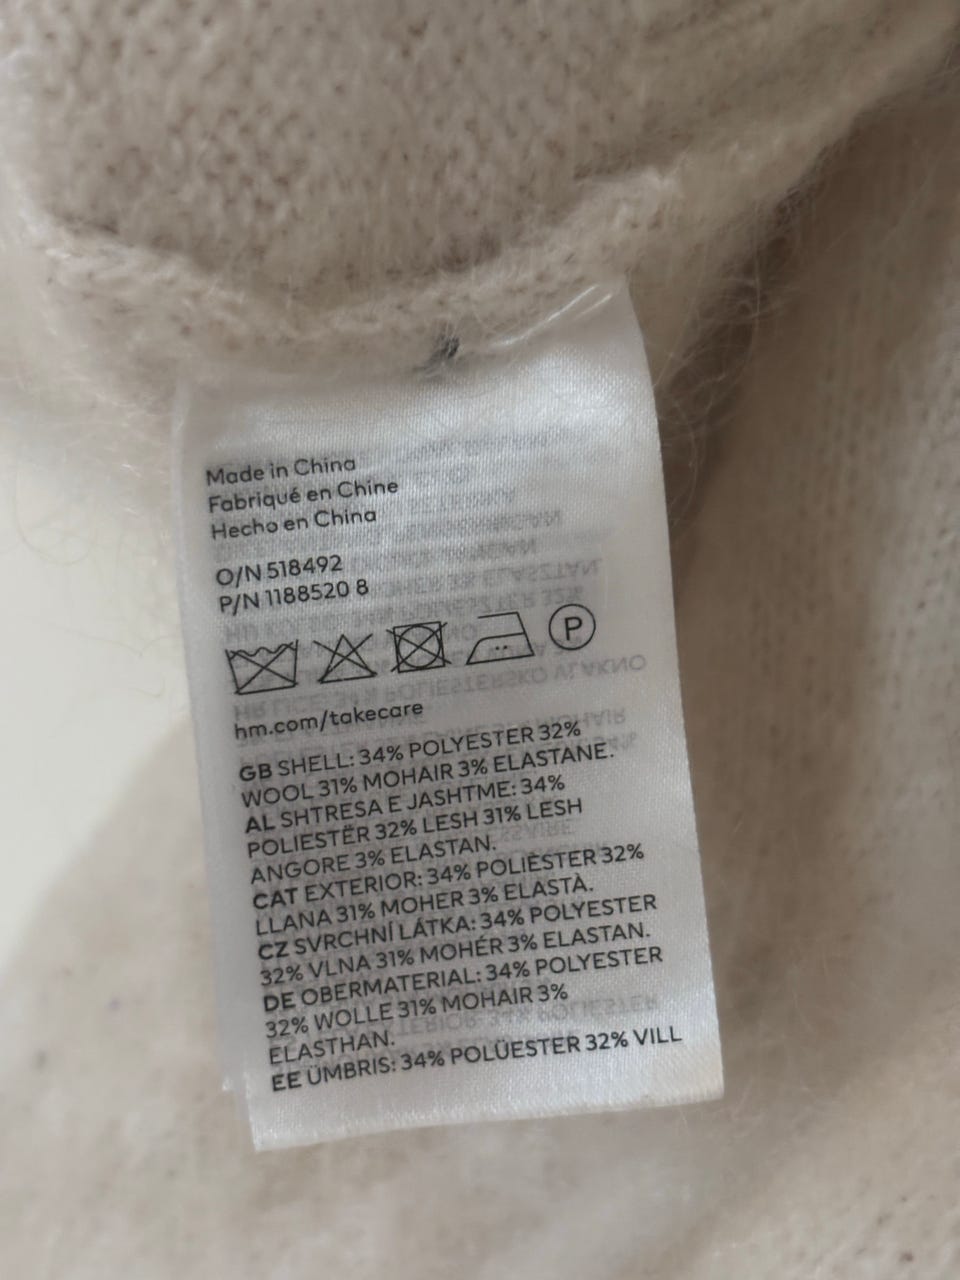 Made in China
Fabriqué en Chine
Hecho en China
O/N 518492
P/N 1188520 8
P
hm.com/takecare
GB SHELL: 34% POLYESTER 32%
WOOL 31% MOHAIR 3% ELASTANE.
AL SHTRESA E JASHTME: 34%
POLIESTËR 32% LESH 31% LESH
ANGORE 3% ELASTAN.
CAT EXTERIOR: 34% POLIÈSTER 32%
LLANA 31% MOHER 3% ELASTÀ.
CZ SVRCHNÍ LÁTKA: 34% POLYESTER
32% VLNA 31% MOHÉR 3% ELASTAN.
DE OBERMATERIAL: 34% POLYESTER
32% WOLLE 31% MOHAIR 3%
ELASTHAN.
EE ÜMBRIS: 34% POLÜESTER 32% VILL